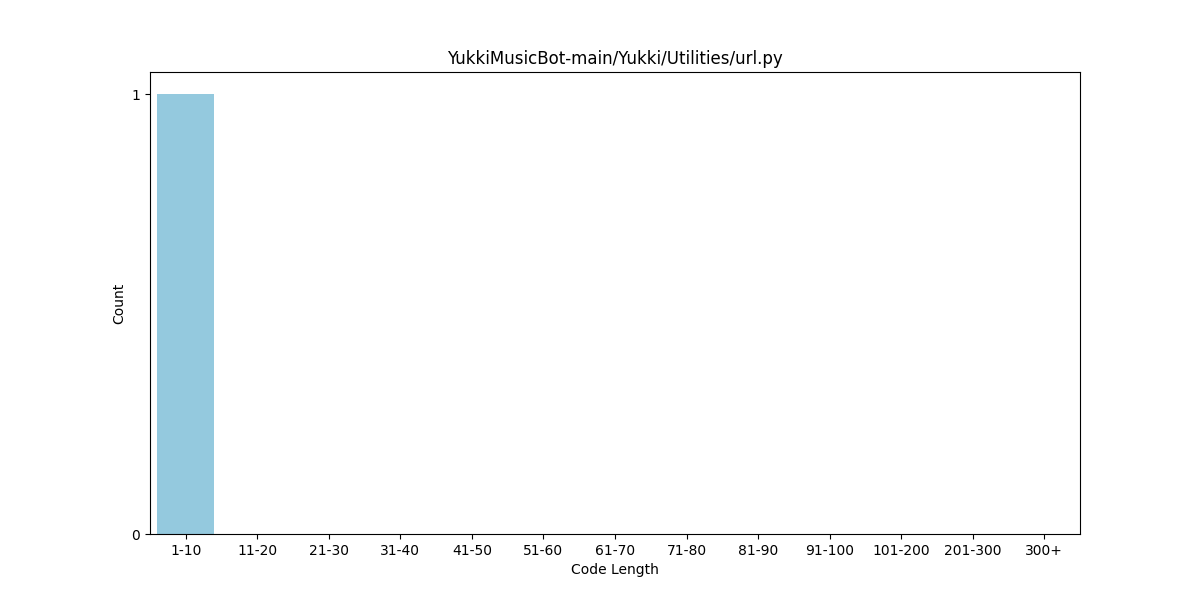 YukkiMusicBot-main/Yukki/Utilities/url.py
Count
1
0
1-10 11-20 21-30 31-40 41-50 51-60 61-70 71-80 81-90 91-100 101-200 201-300 300+
Code Length